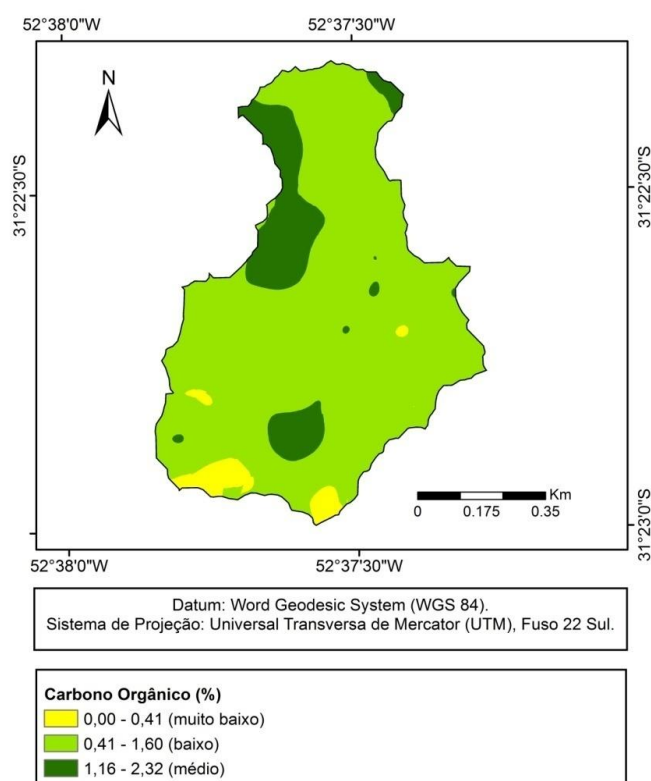 52°38'0"W 52°37'30"W
N
31°22'30"S 31°22'30"S
Km
0 0.175 0.35
31°23'0"S
52°38'0"W 52°37'30"W
Datum: Word Geodesic System (WGS 84).
Sistema de Projeção: Universal Transversa de Mercator (UTM), Fuso 22 Sul.
Carbono Orgânico (%)
0,00 - 0,41 (muito baixo)
0,41 - 1,60 (baixo)
1,16 - 2,32 (médio)